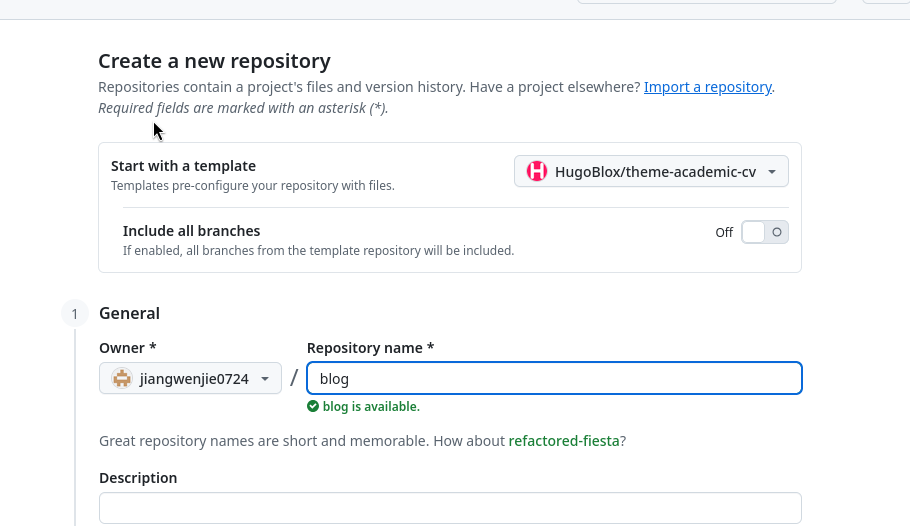 Create a new repository
Repositories contain a project's files and version history. Have a project elsewhere? Import a repository.
Required fields are marked with an asterisk (*).
Start with a template
Templates pre-configure your repository with files.
HugoBlox/theme-academic-cv
Include all branches
If enabled, all branches from the template repository will be included.
Off
1 General
Owner * Repository name *
jiangwenjie0724 / blog
blog is available.
Great repository names are short and memorable. How about refactored-fiesta?
Description